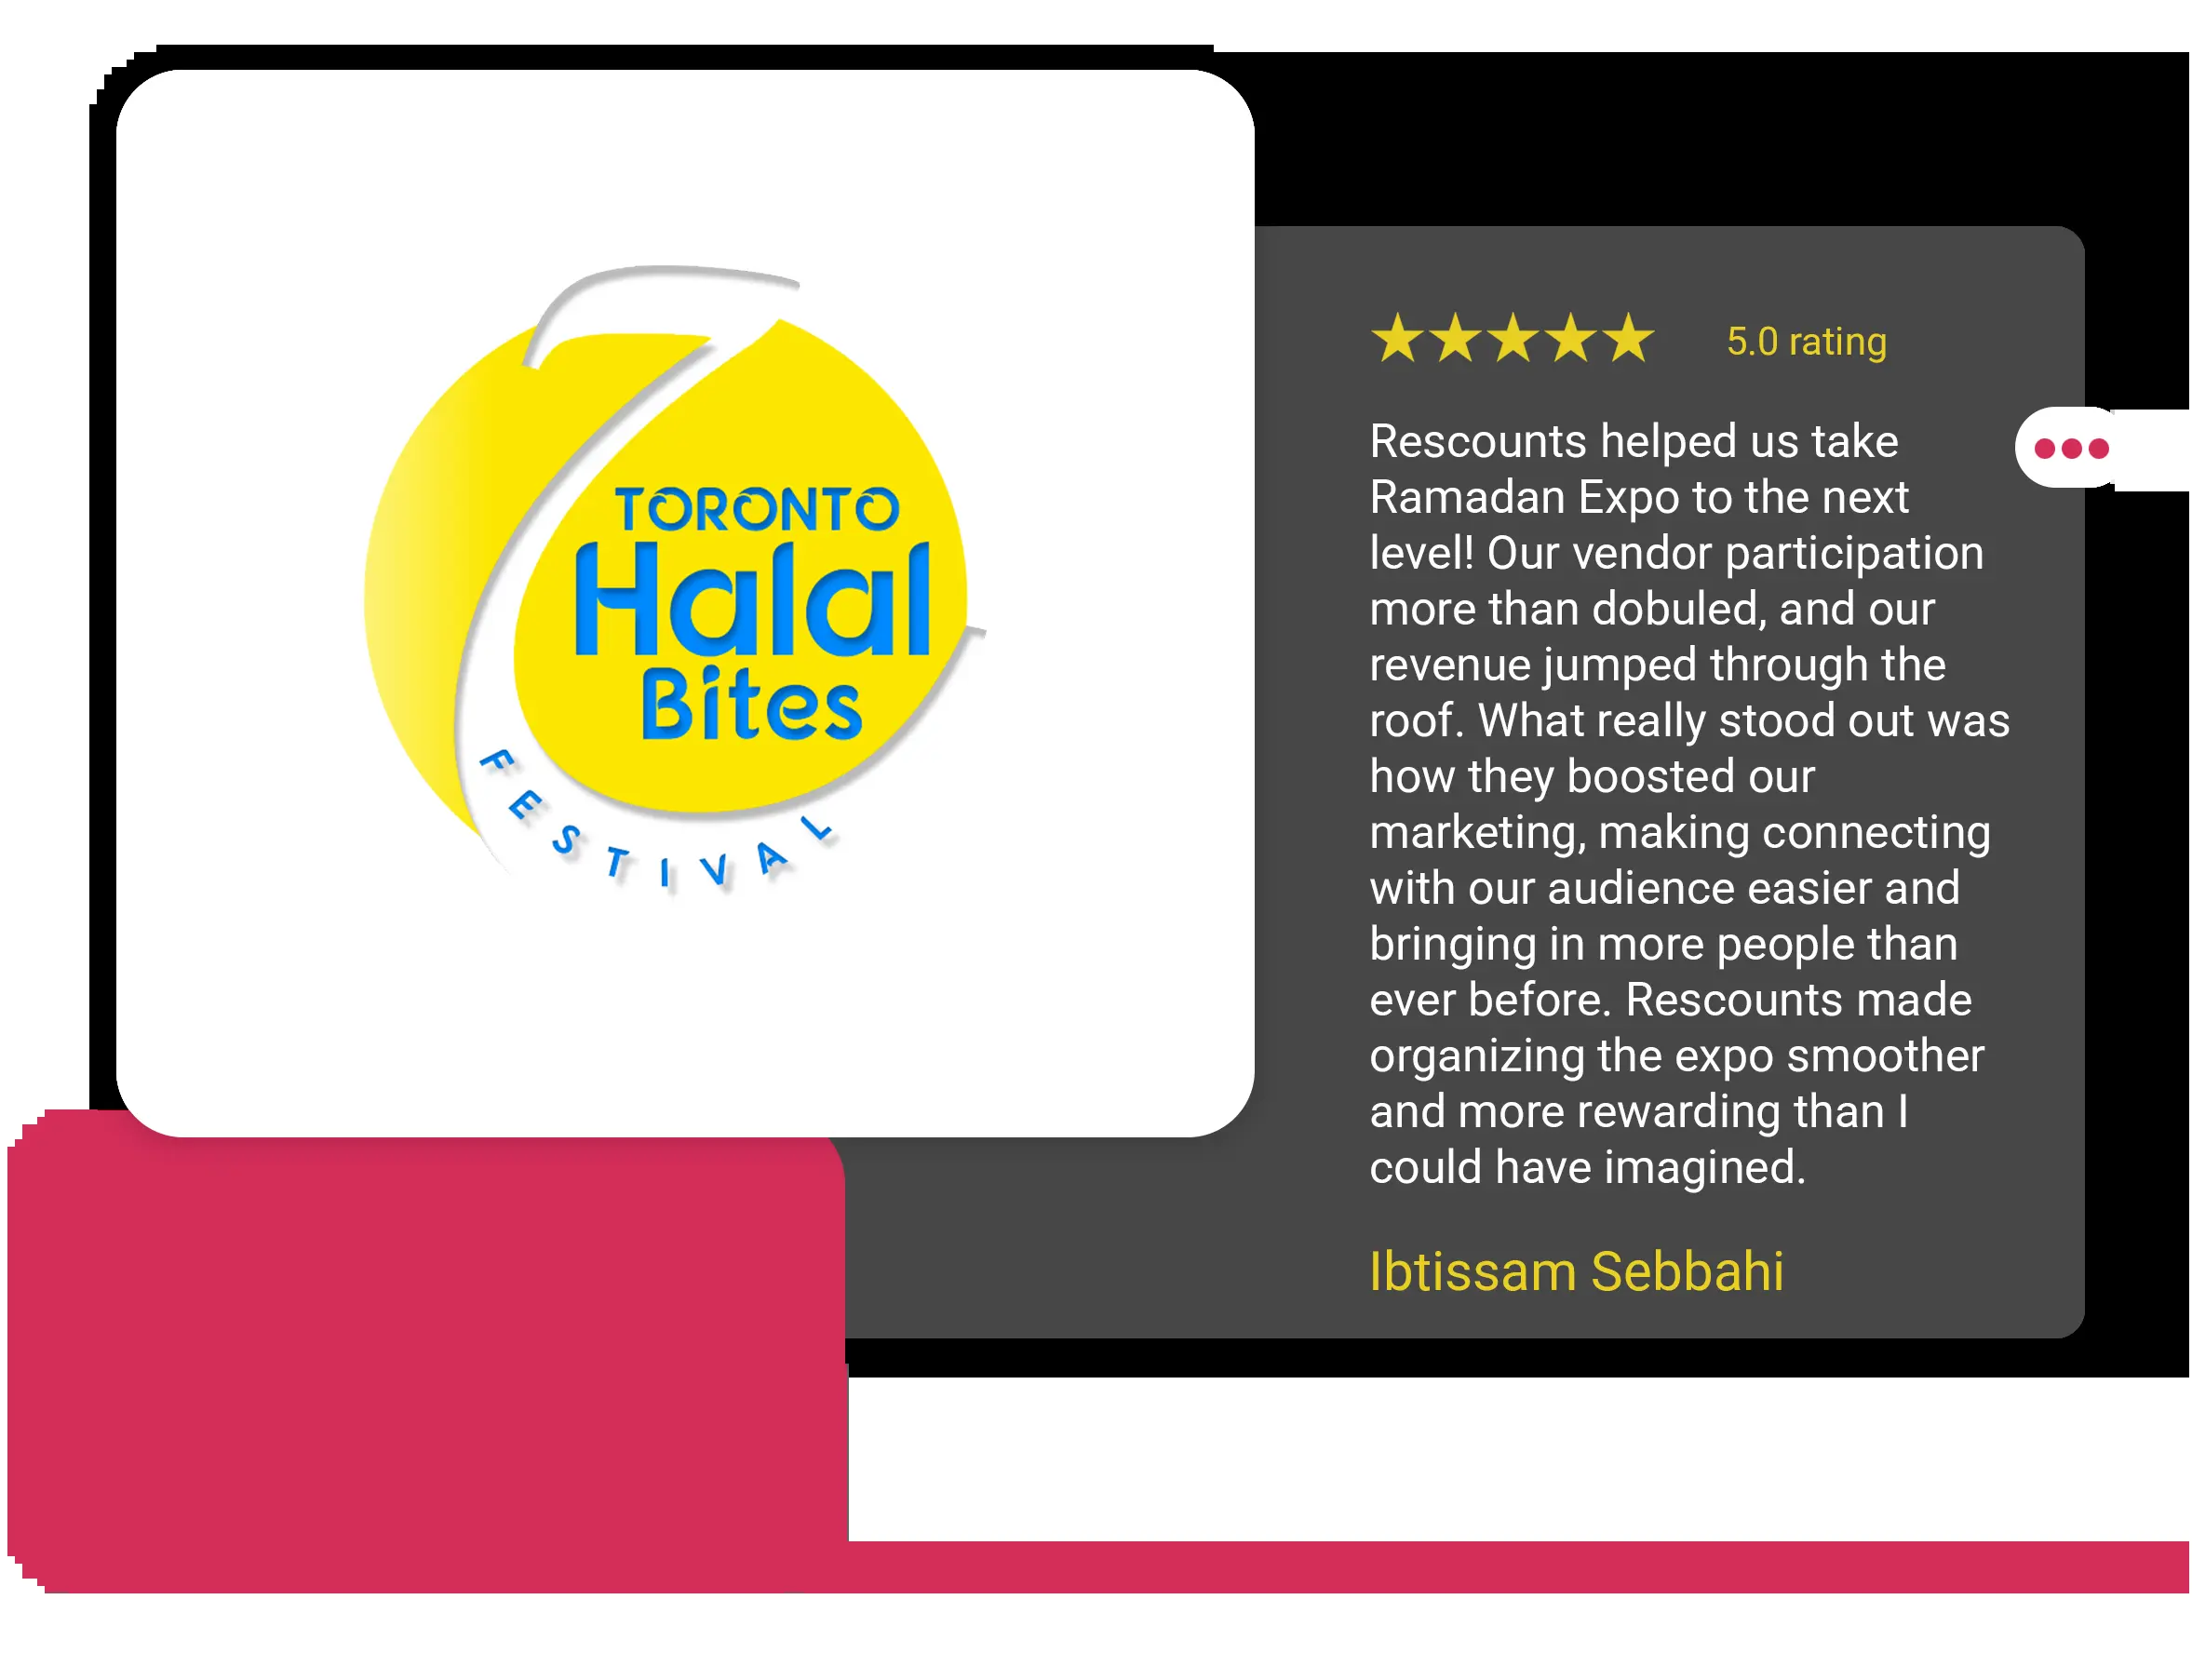 TORONTO
Halal
Bites
FESTIVAL
★★★★★ 5.0 rating
Rescounts helped us take
Ramadan Expo to the next
level! Our vendor participation
more than dobuled, and our
revenue jumped through the
roof. What really stood out was
how they boosted our
marketing, making connecting
with our audience easier and
bringing in more people than
ever before. Rescounts made
organizing the expo smoother
and more rewarding than I
could have imagined.
Ibtissam Sebbahi